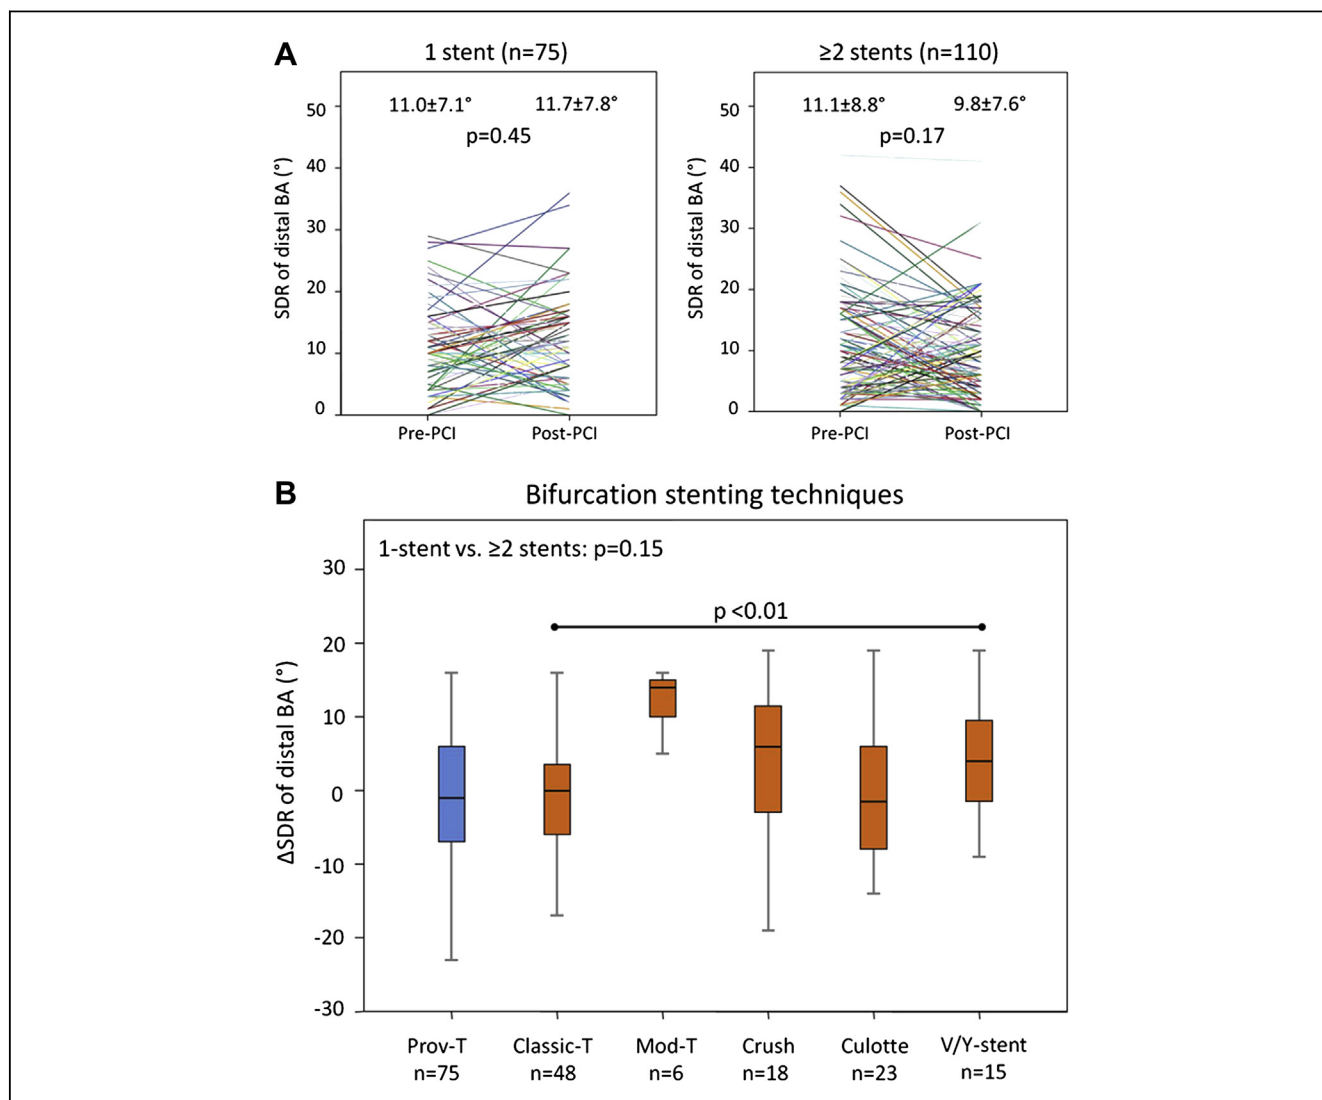 A
1 stent (n=75)
≥2 stents (n=110)
SDR of distal BA (°)
50
40
30
20
10
0
11.0±7.1°
11.7±7.8°
p=0.45
Pre-PCI
Post-PCI
SDR of distal BA (°)
50
40
30
20
10
0
11.1±8.8°
9.8±7.6°
p=0.17
Pre-PCI
Post-PCI
B
Bifurcation stenting techniques
1-stent vs. ≥2 stents: p=0.15
p <0.01
ΔSDR of distal BA (°)
30
20
10
0
-10
-20
-30
Prov-T
n=75
Classic-T
n=48
Mod-T
n=6
Crush
n=18
Culotte
n=23
V/Y-stent
n=15